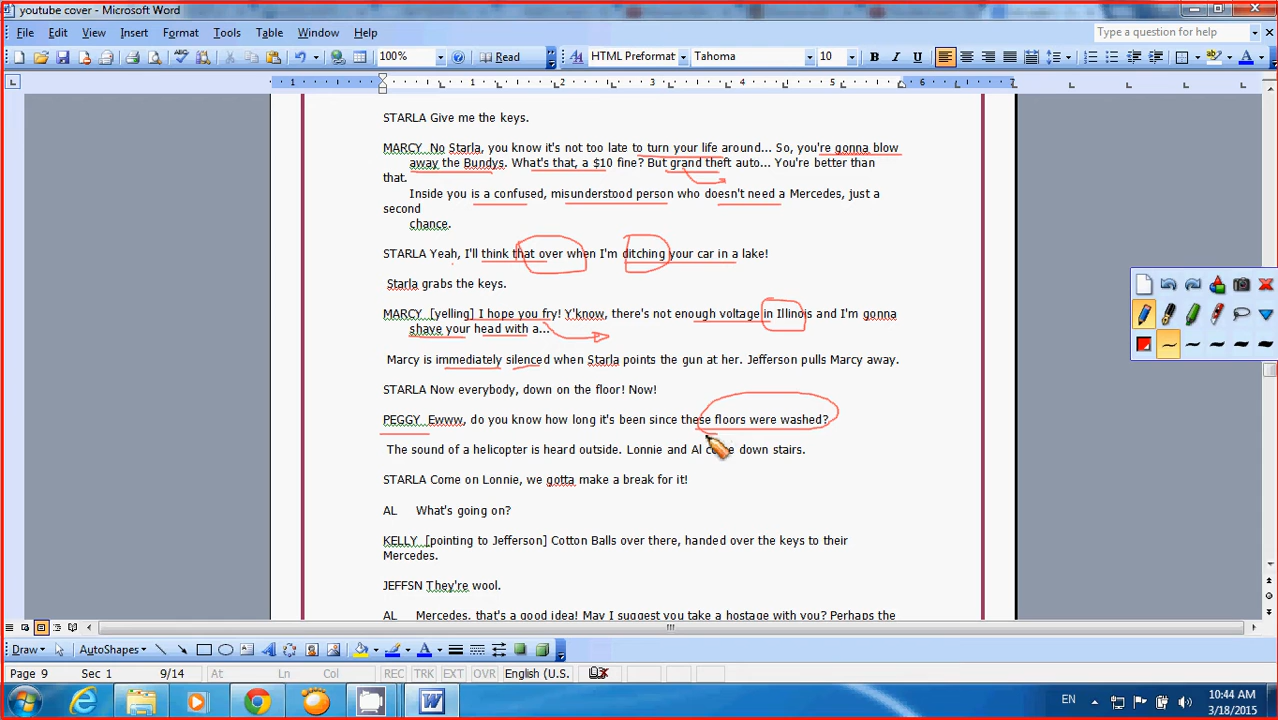 youtube cover - Microsoft Word
File Edit View Insert Format Tools Table Window Help
Type a question for help
100% Read HTML Preformat Tahoma 10 B I U
1 1 2 3 4 5 6 7
STARLA Give me the keys.
MARCY No Starla, you know it's not too late to turn your life around... So, you're gonna blow
away the Bundys. What's that, a $10 fine? But grand theft auto... You're better than
that.
Inside you is a confused, misunderstood person who doesn't need a Mercedes, just a
second
chance.
STARLA Yeah, I'll think that over when I'm ditching your car in a lake!
Starla grabs the keys.
MARCY [yelling] I hope you fry! Y'know, there's not enough voltage in Illinois and I'm gonna
shave your head with a...
Marcy is immediately silenced when Starla points the gun at her. Jefferson pulls Marcy away.
STARLA Now everybody, down on the floor! Now!
PEGGY Ewww, do you know how long it's been since these floors were washed?
The sound of a helicopter is heard outside. Lonnie and Al come down stairs.
STARLA Come on Lonnie, we gotta make a break for it!
AL What's going on?
KELLY [pointing to Jefferson] Cotton Balls over there, handed over the keys to their
Mercedes.
JEFFSN They're wool.
AL Mercedes, that's a good idea! May I suggest you take a hostage with you? Perhaps the
Draw AutoShapes
Page 9 Sec 1 9/14 At Ln Col REC TRK EXT OVR English (U.S.
EN 10:44 AM
3/18/2015